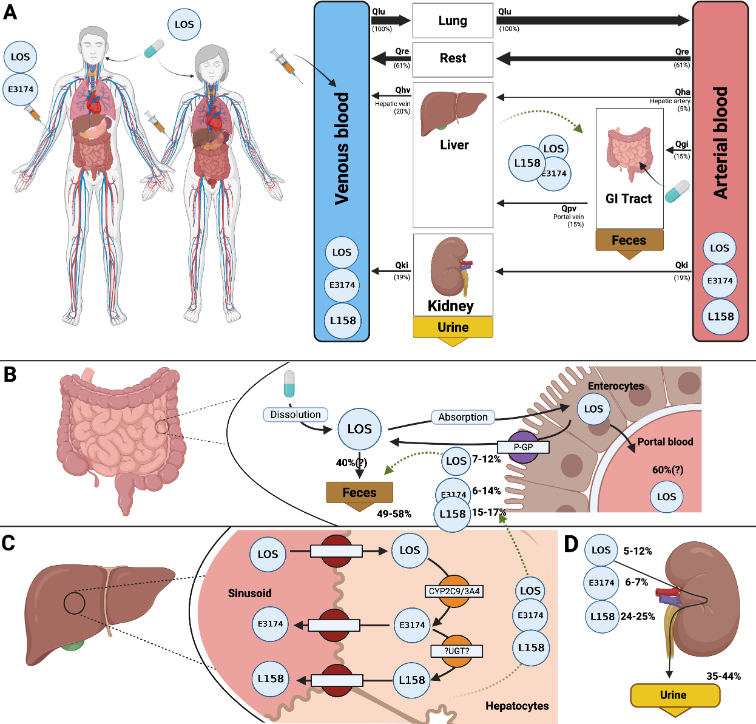 A
LOS
LOS
E3174
Venous blood
LOS
E3174
L158
Qlu
(100%)
Lung
Qlu
(100%)
Qre
(61%)
Rest
Qre
(61%)
Qhv
Hepatic vein
(20%)
Liver
Qha
Hepatic artery
(5%)
LOS
L158
E3174
GI Tract
Qgi
(15%)
Qpv
Portal vein
(15%)
Feces
Qki
(19%)
Kidney
Urine
Qki
(19%)
Arterial blood
LOS
E3174
L158
B
Dissolution
LOS
Absorption
Enterocytes
LOS
P-GP
Portal blood
60%(?)
LOS
40%(?)
Feces
49-58%
LOS
7-12%
E3174
6-14%
L158
15-17%
C
Sinusoid
LOS
LOS
CYP2C9/3A4
E3174
E3174
?UGT?
L158
L158
LOS
E3174
L158
Hepatocytes
D
LOS
5-12%
E3174
6-7%
L158
24-25%
35-44%
Urine